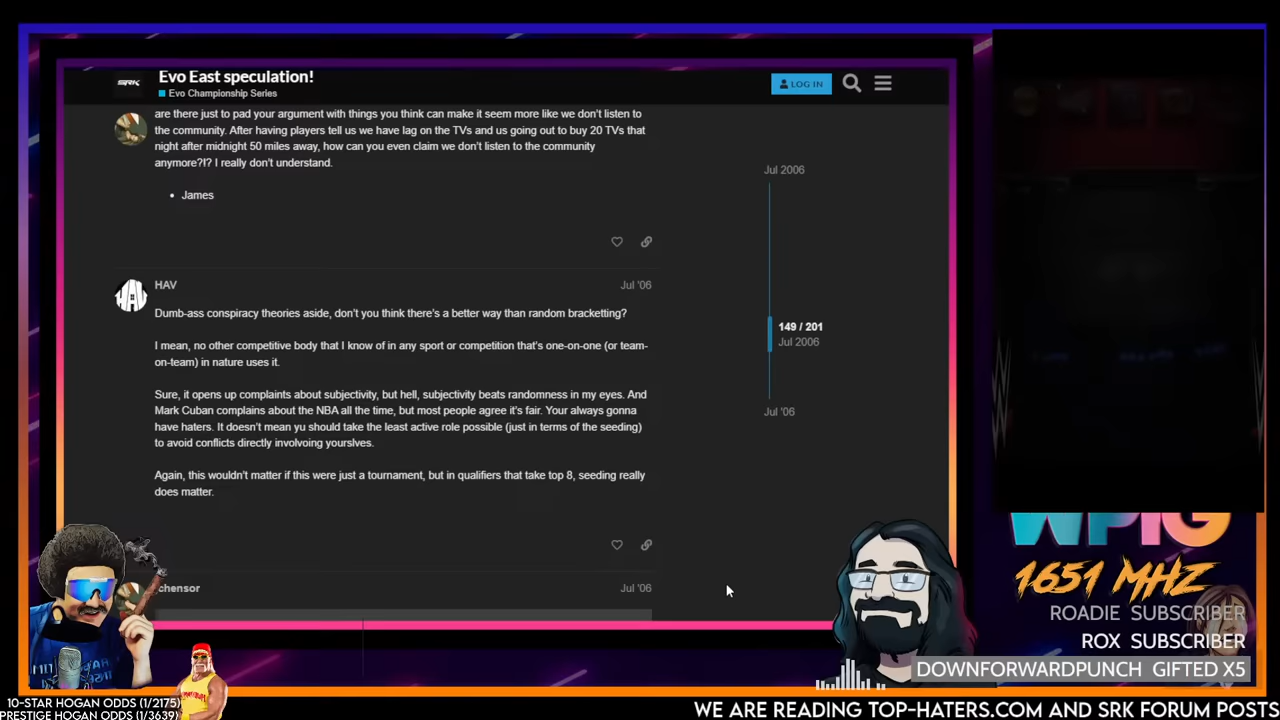 Evo East speculation!
SRK
Evo Championship Series
LOG IN
are there just to pad your argument with things you think can make it seem more like we don't listen to
the community. After having players tell us we have lag on the TVs and us going out to buy 20 TVs that
night after midnight 50 miles away, how can you even claim we don't listen to the community
anymore?!? I really don't understand.
• James
Jul 2006
HAV
Jul '06
HAV
Dumb-ass conspiracy theories aside, don't you think there's a better way than random bracketting?
I mean, no other competitive body that I know of in any sport or competition that's one-on-one (or team-
on-team) in nature uses it.
149 / 201
Jul 2006
Sure, it opens up complaints about subjectivity, but hell, subjectivity beats randomness in my eyes. And
Mark Cuban complains about the NBA all the time, but most people agree it's fair. Your always gonna
have haters. It doesn't mean yu should take the least active role possible (just in terms of the seeding)
to avoid conflicts directly involvoing yourslves.
Jul '06
Again, this wouldn't matter if this were just a tournament, but in qualifiers that take top 8, seeding really
does matter.
chensor
Jul '06
WPIG
1651 MHZ
ROADIE SUBSCRIBER
ROX SUBSCRIBER
DOWNFORWARDPUNCH GIFTED X5
10-STAR HOGAN ODDS (1/2175)
PRESTIGE HOGAN ODDS (1/3639)
WE ARE READING TOP-HATERS.COM AND SRK FORUM POSTS